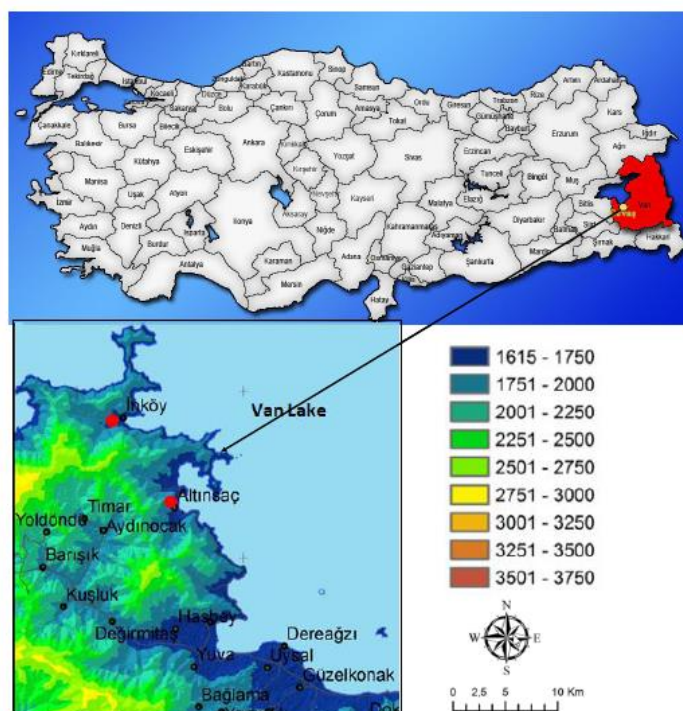 Kırklareli
Edirne
Tekirdağ
İstanbul
Kocaeli
Sakarya
Düzce
Zonguldak
Bartın
Karabük
Kastamonu
Sinop
Samsun
Ordu
Giresun
Trabzon
Rize
Artvin
Ardahan
Kars
Iğdır
Ağrı
Çanakkale
Bursa
Bilecik
Bolu
Çankırı
Çorum
Amasya
Tokat
Gümüşhane
Bayburt
Erzurum
Balıkesir
Kütahya
Eskişehir
Ankara
Kırıkkale
Yozgat
Sivas
Erzincan
Tunceli
Bingöl
Muş
Manisa
Uşak
Afyon
Kırşehir
Nevşehir
Kayseri
Malatya
Elazığ
Diyarbakır
Bitlis
Van
İzmir
Aydın
Denizli
Isparta
Konya
Aksaray
Niğde
Kahramanmaraş
Adıyaman
Batman
Şırnak
Hakkari
Muğla
Burdur
Antalya
Karaman
Mersin
Adana
Osmaniye
Gaziantep
Şanlıurfa
Mardin
Hatay
Van Lake
İnköy
Altınsaç
Timar
Yoldöndü
Aydınocak
Barışık
Kuşluk
Değirmitaş
Hasbey
Dereağzı
Yuva
Uysal
Güzelkonak
Bağlama
1615 - 1750
1751 - 2000
2001 - 2250
2251 - 2500
2501 - 2750
2751 - 3000
3001 - 3250
3251 - 3500
3501 - 3750
N
W E
S
0 2.5 5 10 Km